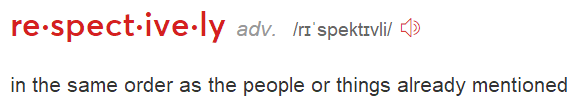 re·spect·ive·ly adv. /rɪˈspektɪvli/
in the same order as the people or things already mentioned